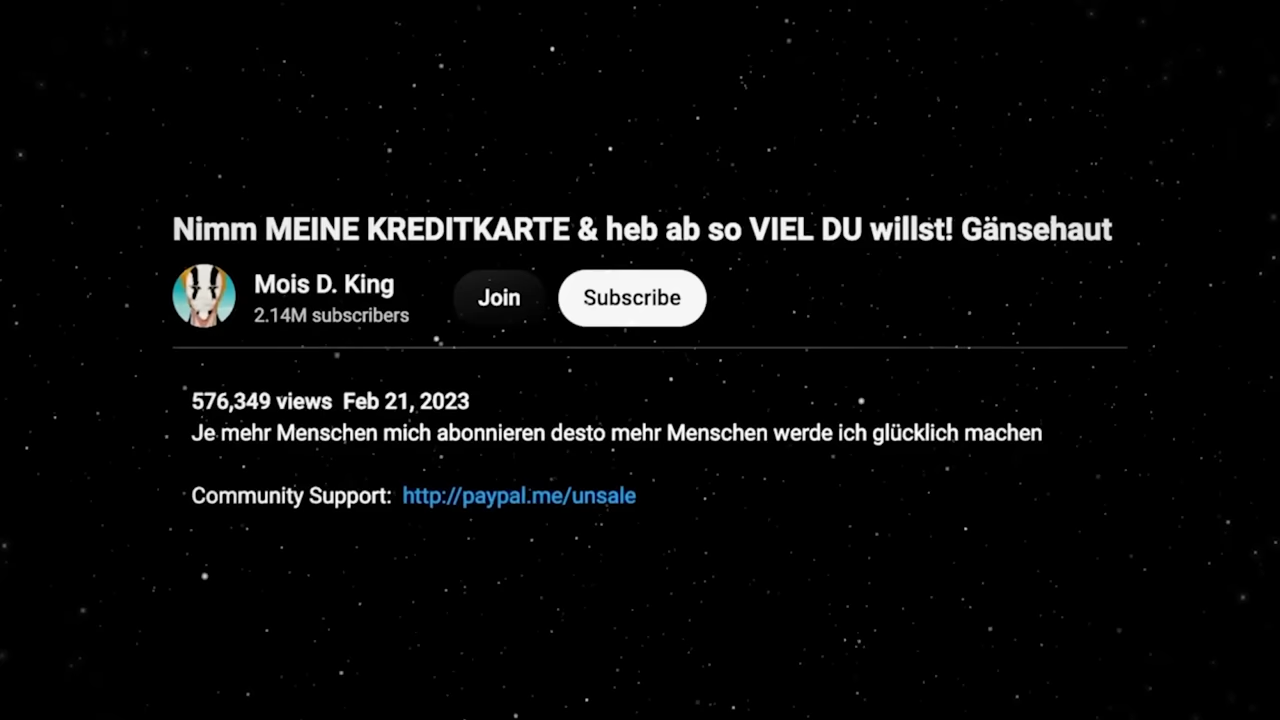 Nimm MEINE KREDITKARTE & heb ab so VIEL DU willst! Gänsehaut
Mois D. King
2.14M subscribers
Join
Subscribe
576,349 views Feb 21, 2023
Je mehr Menschen mich abonnieren desto mehr Menschen werde ich glücklich machen
Community Support: http://paypal.me/unsale